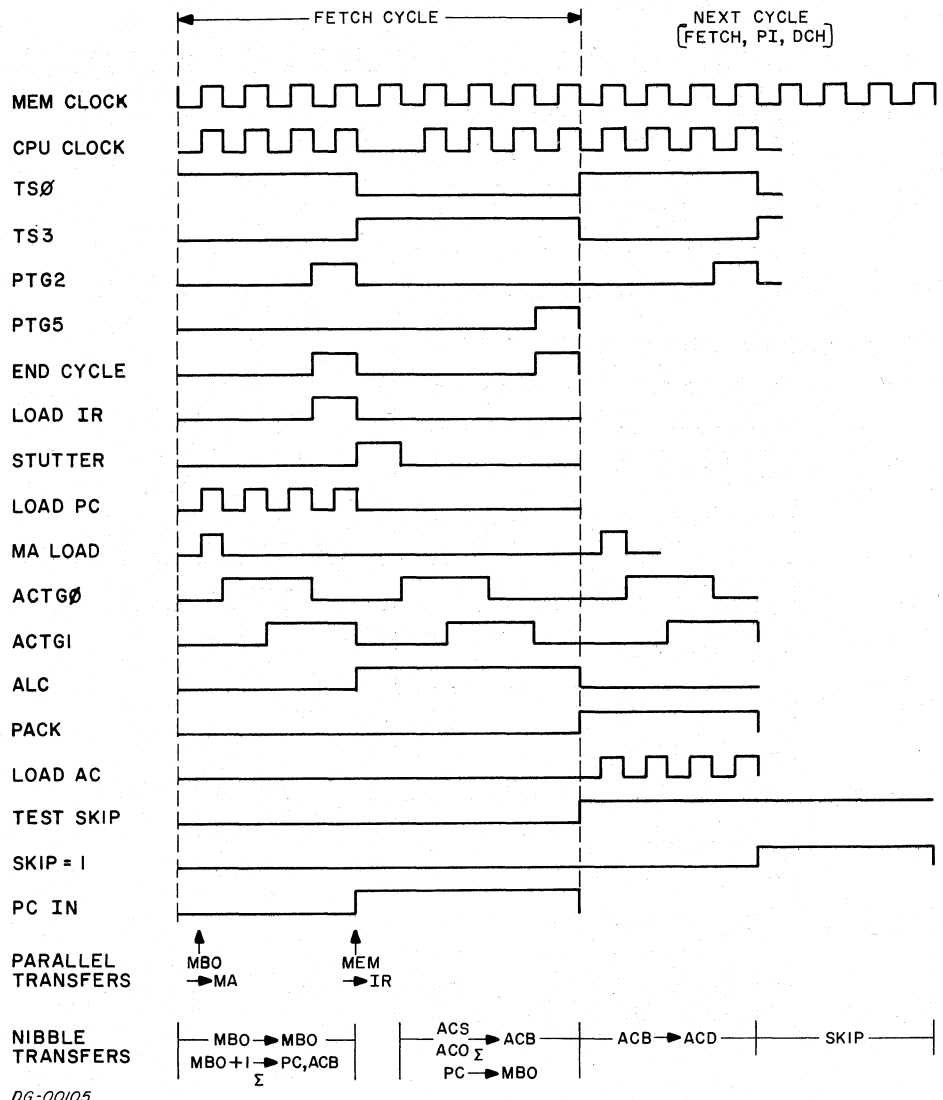 FETCH CYCLE
NEXT CYCLE
[FETCH, PI, DCH]
MEM CLOCK
CPU CLOCK
TSØ
TS3
PTG2
PTG5
END CYCLE
LOAD IR
STUTTER
LOAD PC
MA LOAD
ACTGØ
ACTG1
ALC
PACK
LOAD AC
TEST SKIP
SKIP = 1
PC IN
PARALLEL
TRANSFERS
MBO
→MA
MEM
→IR
NIBBLE
TRANSFERS
MBO→MBO
MBO+1→PC,ACB
Σ
ACS
ACO Σ → ACB
PC→MBO
ACB→ACD
SKIP
DG-00105